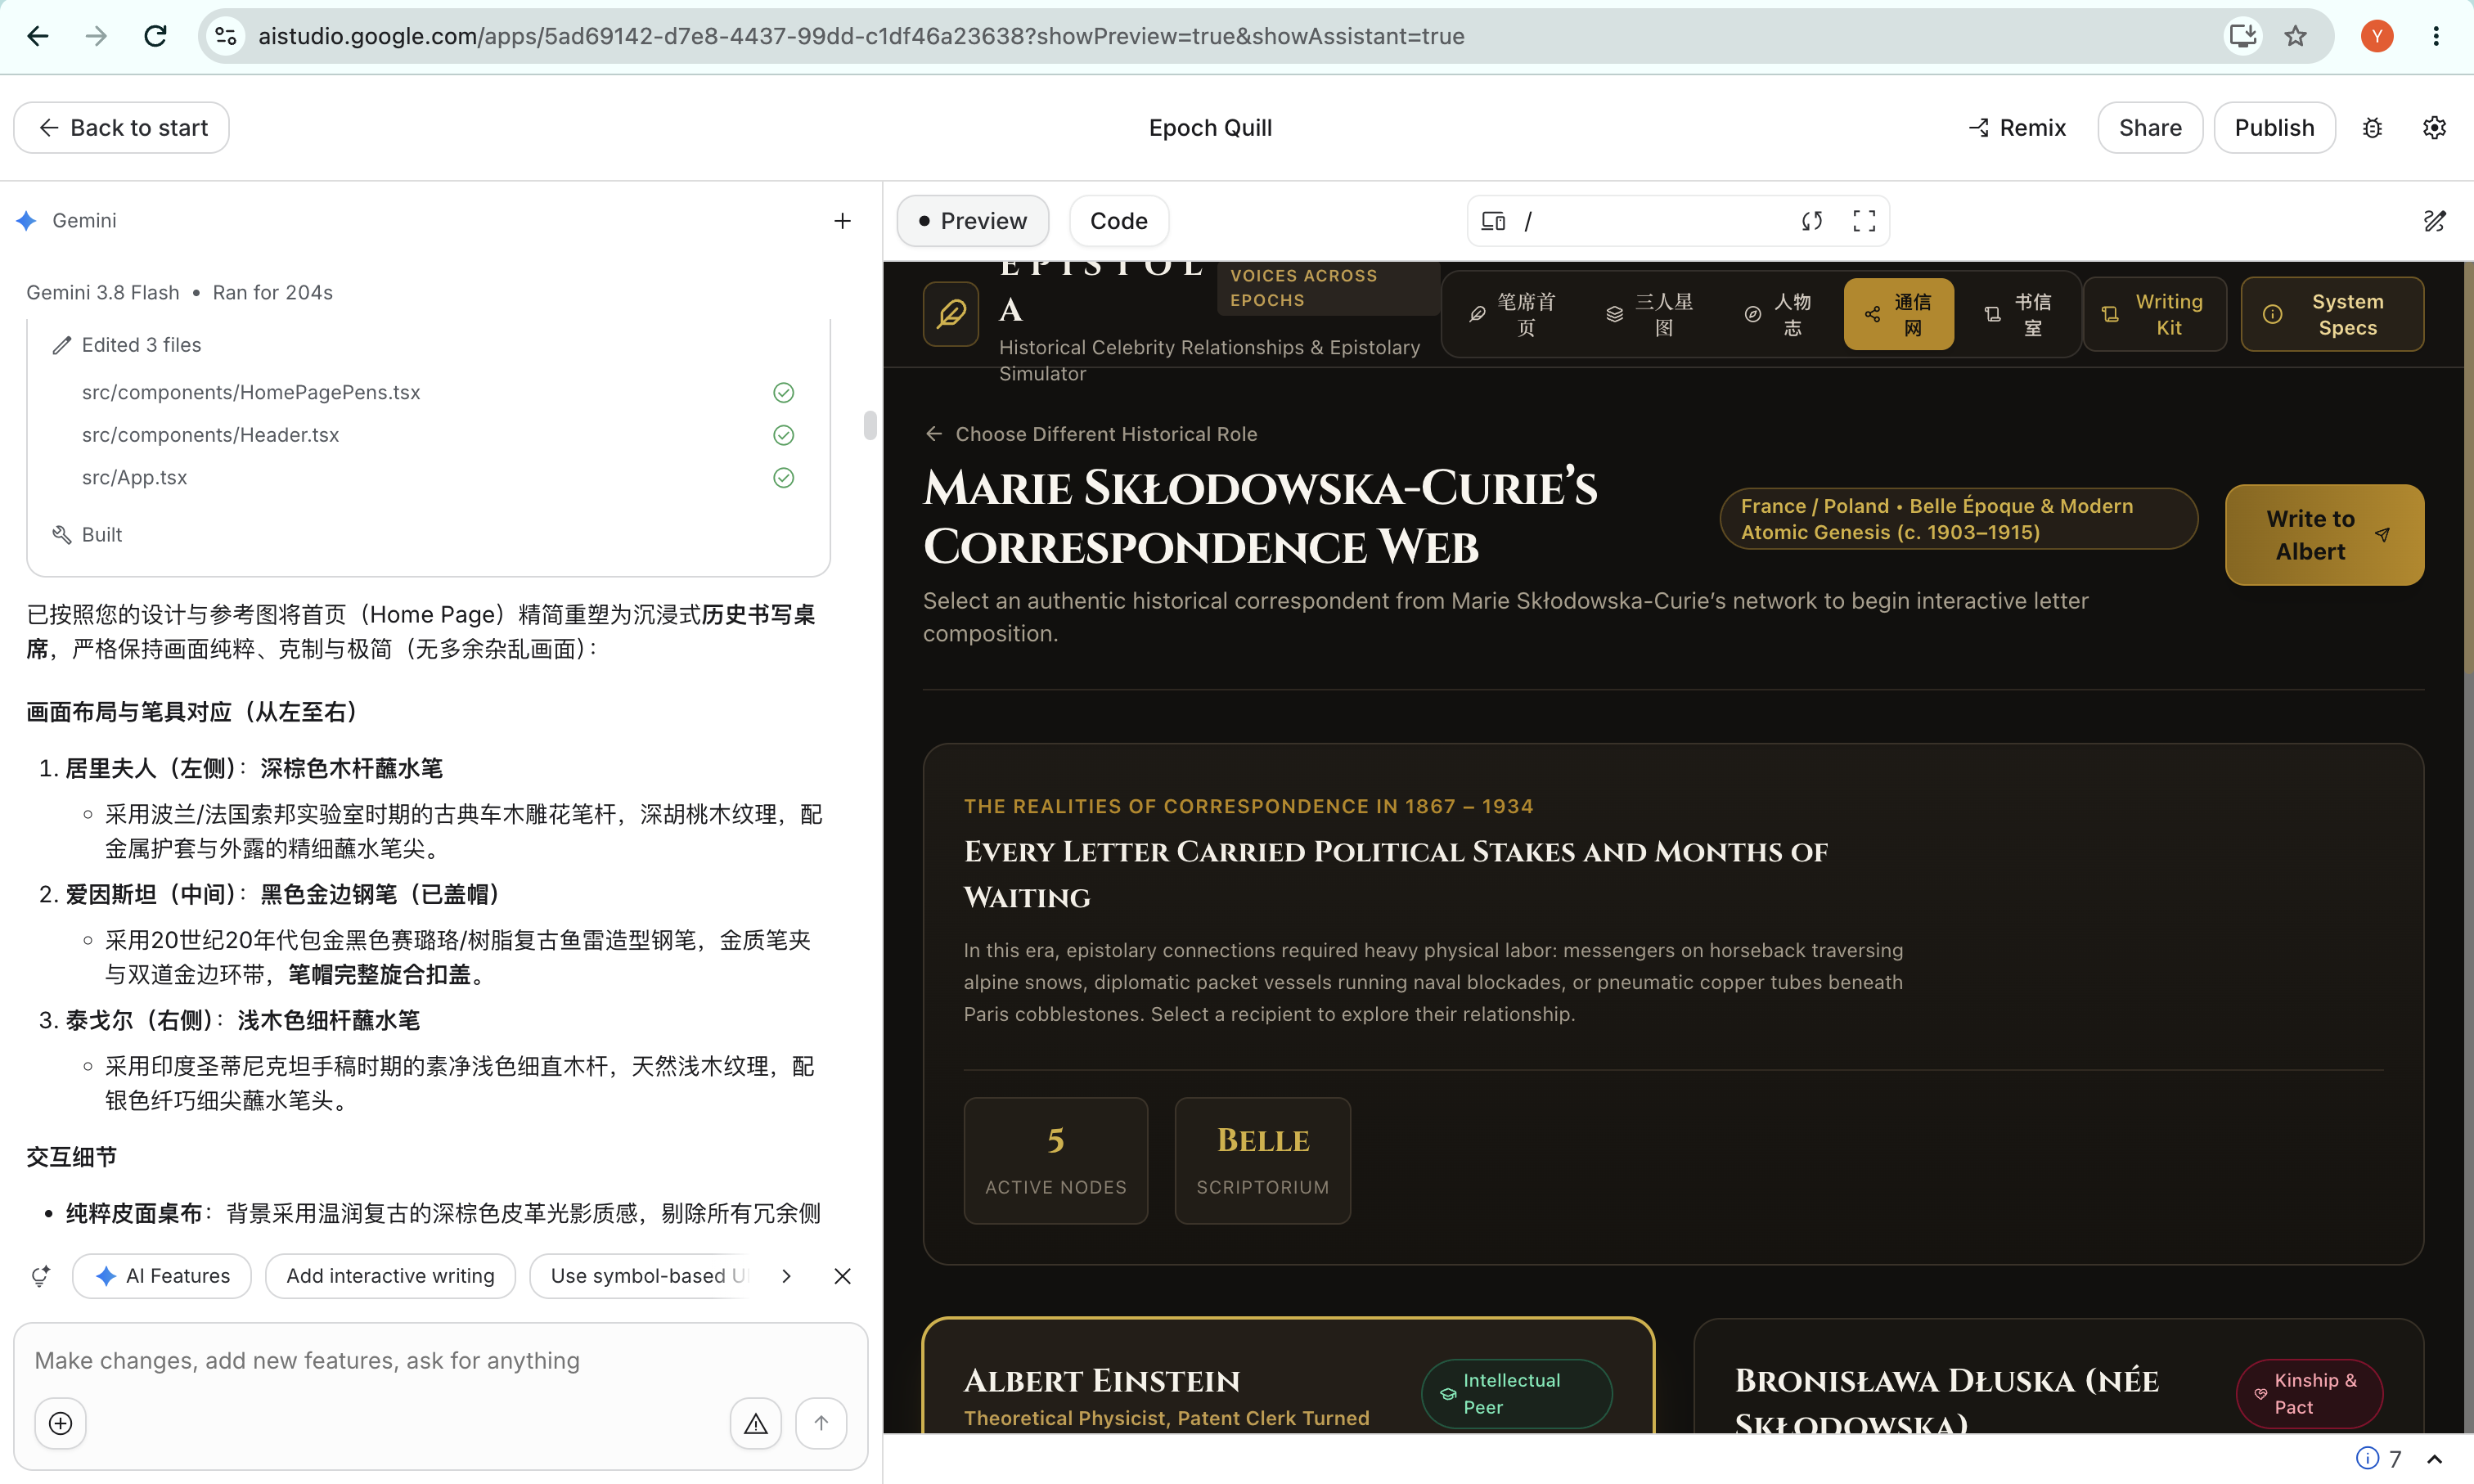 aistudio.google.com/apps/5ad69142-d7e8-4437-99dd-c1df46a23638?showPreview=true&showAssistant=true
Y
Back to start
Epoch Quill
Remix
Share
Publish
Gemini
Gemini 3.8 Flash • Ran for 204s
Edited 3 files
src/components/HomePagePens.tsx
src/components/Header.tsx
src/App.tsx
Built
已按照您的设计与参考图将首页（Home Page）精简重塑为沉浸式历史书写桌
席，严格保持画面纯粹、克制与极简（无多余杂乱画面）：
画面布局与笔具对应（从左至右）
1. 居里夫人（左侧）：深棕色木杆蘸水笔
采用波兰/法国索邦实验室时期的古典车木雕花笔杆，深胡桃木纹理，配
金属护套与外露的精细蘸水笔尖。
2. 爱因斯坦（中间）：黑色金边钢笔（已盖帽）
采用20世纪20年代包金黑色赛璐珞/树脂复古鱼雷造型钢笔，金质笔夹
与双道金边环带，笔帽完整旋合扣盖。
3. 泰戈尔（右侧）：浅木色细杆蘸水笔
采用印度圣蒂尼克坦手稿时期的素净浅色细直木杆，天然浅木纹理，配
银色纤巧细尖蘸水笔头。
交互细节
• 纯粹皮面桌布：背景采用温润复古的深棕色皮革光影质感，剔除所有冗余侧
AI Features
Add interactive writing
Use symbol-based U
Make changes, add new features, ask for anything
Preview
Code
/
EPISTOL
A
VOICES ACROSS
EPOCHS
Historical Celebrity Relationships & Epistolary
Simulator
笔席首
页
三人星
图
人物
志
通信
网
书信
室
Writing
Kit
System
Specs
Choose Different Historical Role
Marie Skłodowska-Curie’s
Correspondence Web
France / Poland • Belle Époque & Modern
Atomic Genesis (c. 1903–1915)
Write to
Albert
Select an authentic historical correspondent from Marie Skłodowska-Curie’s network to begin interactive letter
composition.
THE REALITIES OF CORRESPONDENCE IN 1867 – 1934
Every Letter Carried Political Stakes and Months of
Waiting
In this era, epistolary connections required heavy physical labor: messengers on horseback traversing
alpine snows, diplomatic packet vessels running naval blockades, or pneumatic copper tubes beneath
Paris cobblestones. Select a recipient to explore their relationship.
5
ACTIVE NODES
Belle
SCRIPTORIUM
Albert Einstein
Theoretical Physicist, Patent Clerk Turned
Intellectual
Peer
Bronisława Dłuska (née
Skłodowska)
Kinship &
Pact
7